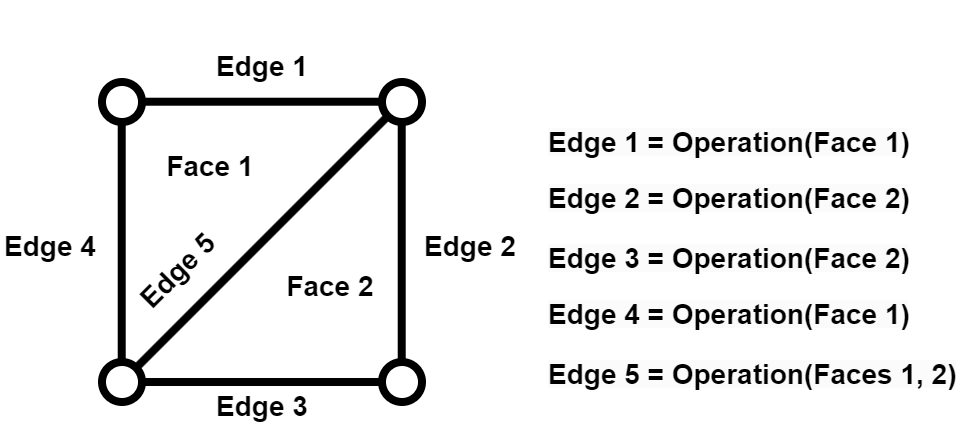 Edge 1
Face 1
Edge 4
Edge 5
Edge 2
Face 2
Edge 3
Edge 1 = Operation(Face 1)
Edge 2 = Operation(Face 2)
Edge 3 = Operation(Face 2)
Edge 4 = Operation(Face 1)
Edge 5 = Operation(Faces 1, 2)